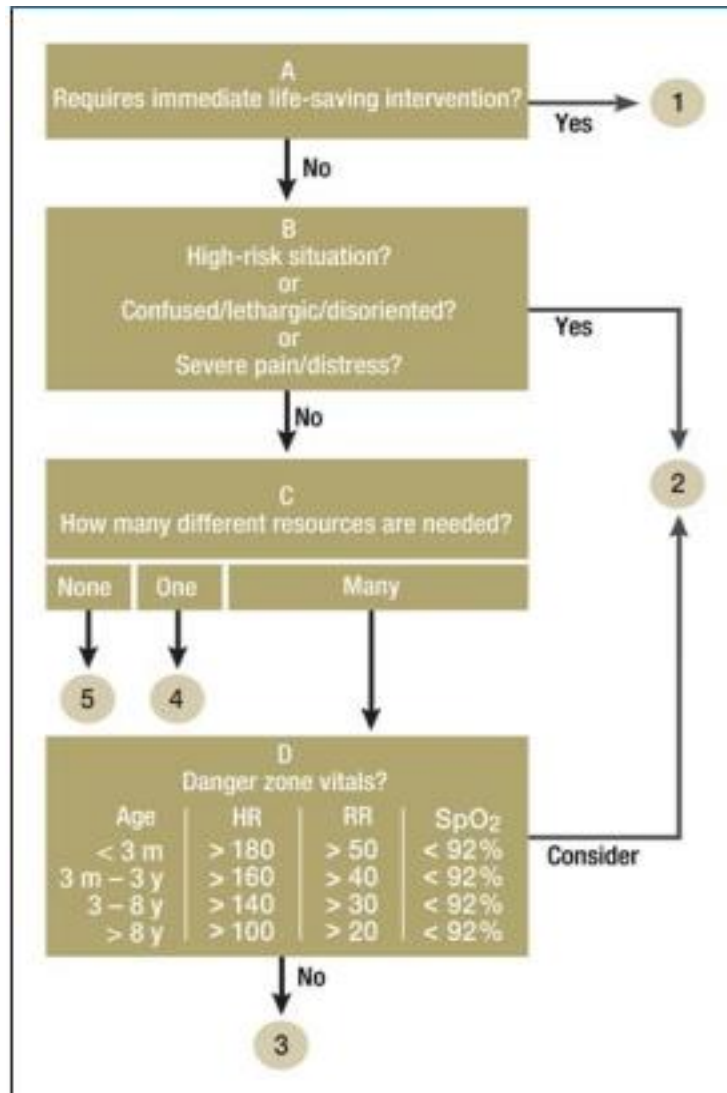 A
Requires immediate life-saving intervention?
Yes
1
No
B
High-risk situation?
or
Confused/lethargic/disoriented?
or
Severe pain/distress?
Yes
No
2
C
How many different resources are needed?
None One Many
5 4
D
Danger zone vitals?
Age HR RR SpO2
< 3 m > 180 > 50 < 92%
3 m – 3 y > 160 > 40 < 92%
3 – 8 y > 140 > 30 < 92%
> 8 y > 100 > 20 < 92%
Consider
No
3